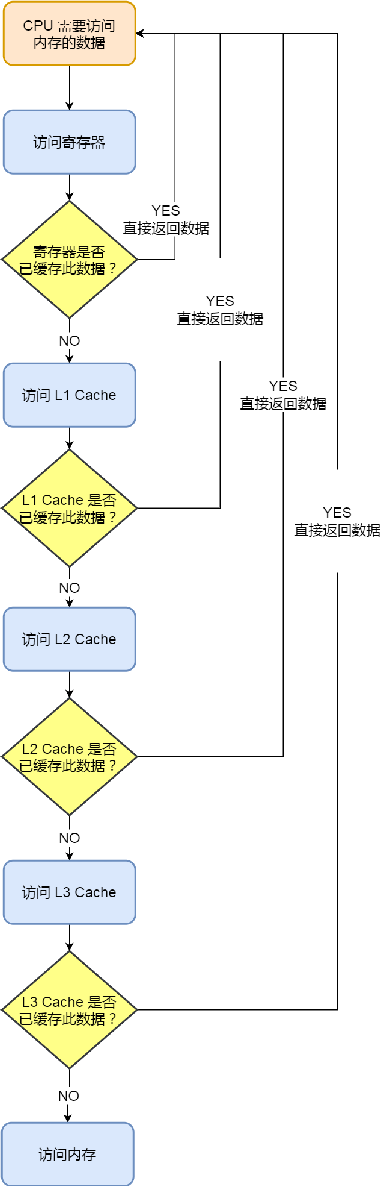 CPU 需要访问
内存的数据
访问寄存器
寄存器是否
已缓存此数据？
YES
直接返回数据
NO
访问 L1 Cache
L1 Cache 是否
已缓存此数据？
YES
直接返回数据
NO
访问 L2 Cache
L2 Cache 是否
已缓存此数据？
YES
直接返回数据
NO
访问 L3 Cache
L3 Cache 是否
已缓存此数据？
YES
直接返回数据
NO
访问内存